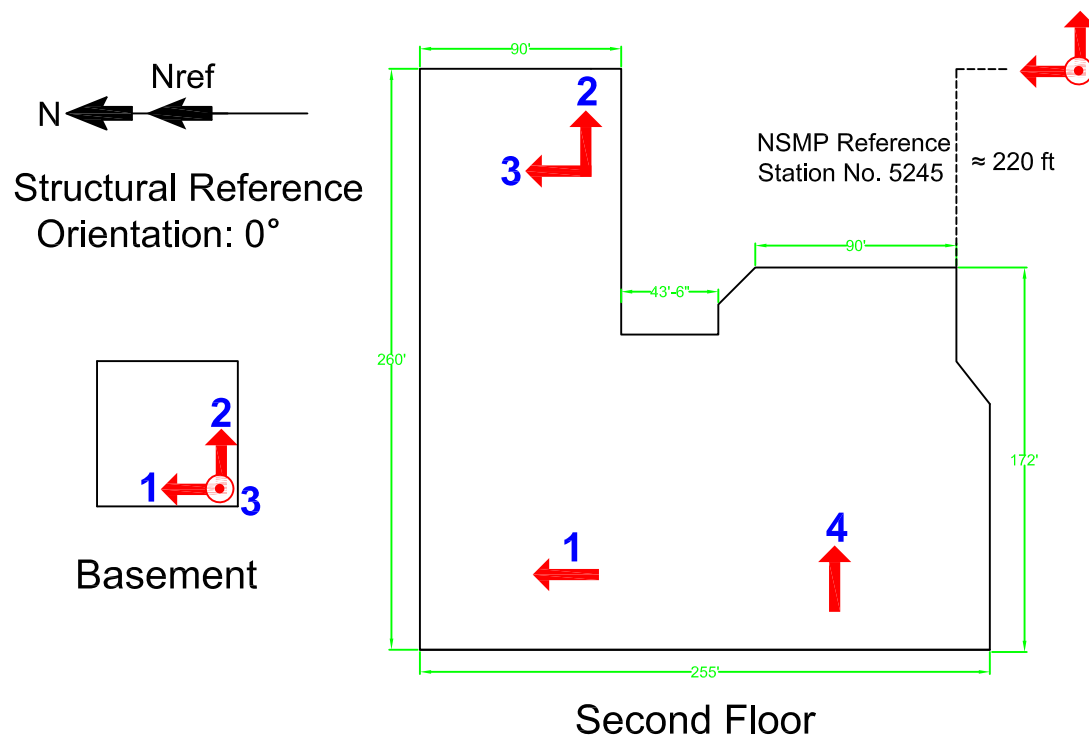 N
Nref
Structural Reference
Orientation: 0°
90'
2
3
NSMP Reference
Station No. 5245
≈ 220 ft
90'
43'-6"
260'
2
1
3
Basement
172'
1
4
255'
Second Floor